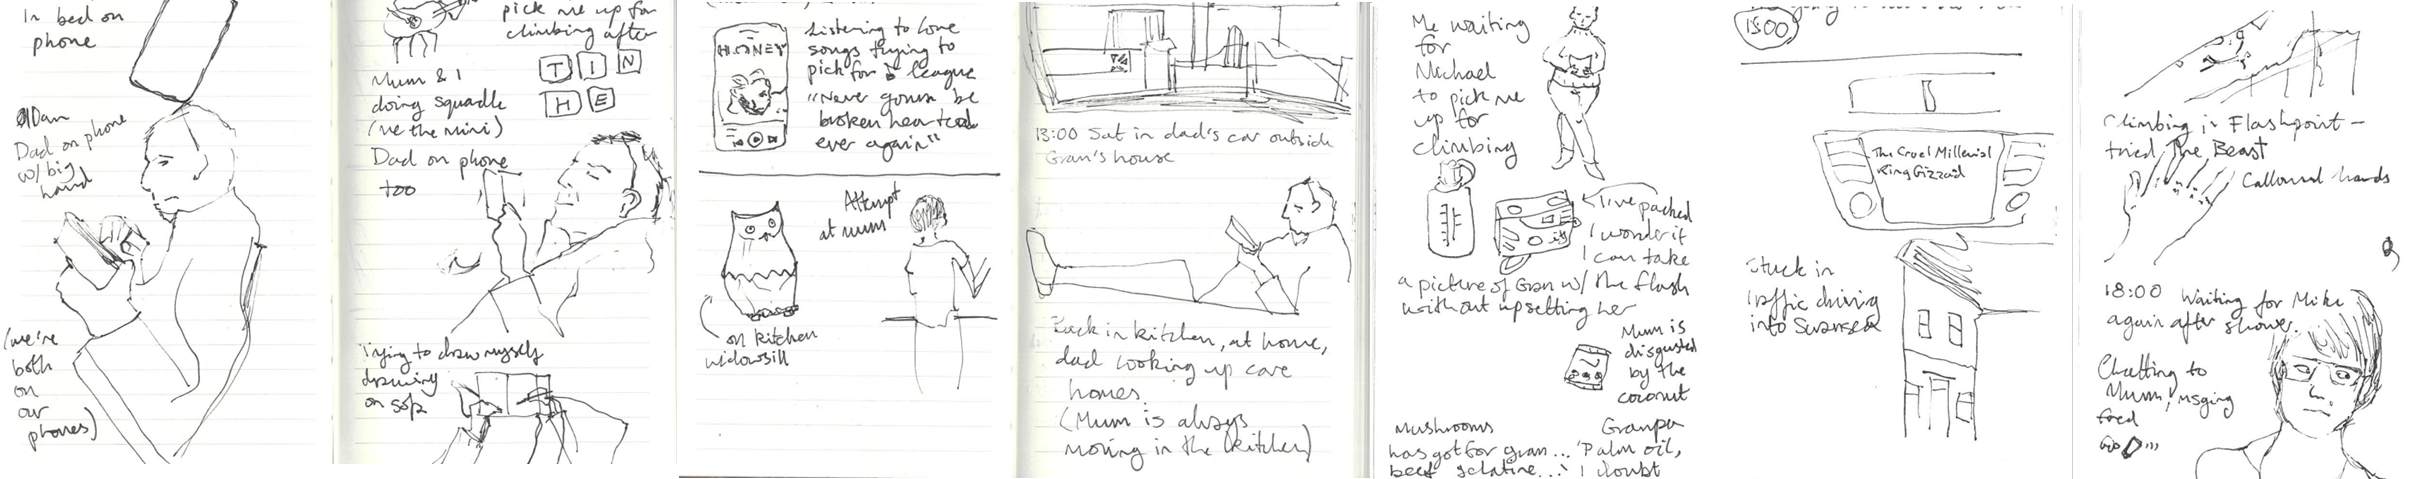 In bed on
phone
Dad on phone
w/ big
hand
(we're
both
on
our
phones)
pick me up for
climbing after
T I N
H E
Mum & I
doing squaddle
(we the mini)
Dad on phone
too
Trying to draw myself
drawing
on sofa
HONEY
Listening to love
songs trying to
pick for league
"Never gonna be
broken hearted
ever again"
Attempt
at mum
on kitchen
widowsill
13:00 Sat in dad's car outside
Gran's house
Back in kitchen, at home,
dad looking up care
homes
(Mum is always
moving in the kitchen)
Me waiting
for
Michael
to pick me
up for
climbing
I've packed
I wonder if
I can take
a picture of Gran w/ the flash
without upsetting her
Mum is
disgusted
by the
coconut
Mushrooms Grandpa
has got for gran... 'Palm oil,
beef gelatine...' I doubt
1500
The Cruel Millenial
King Gizzard
Stuck in
traffic driving
into Swansea
Climbing in Flashpoint –
tried The Beast
Calloused hands
18:00 Waiting for Mike
again after shower.
Chatting to
Mum, msging
fred